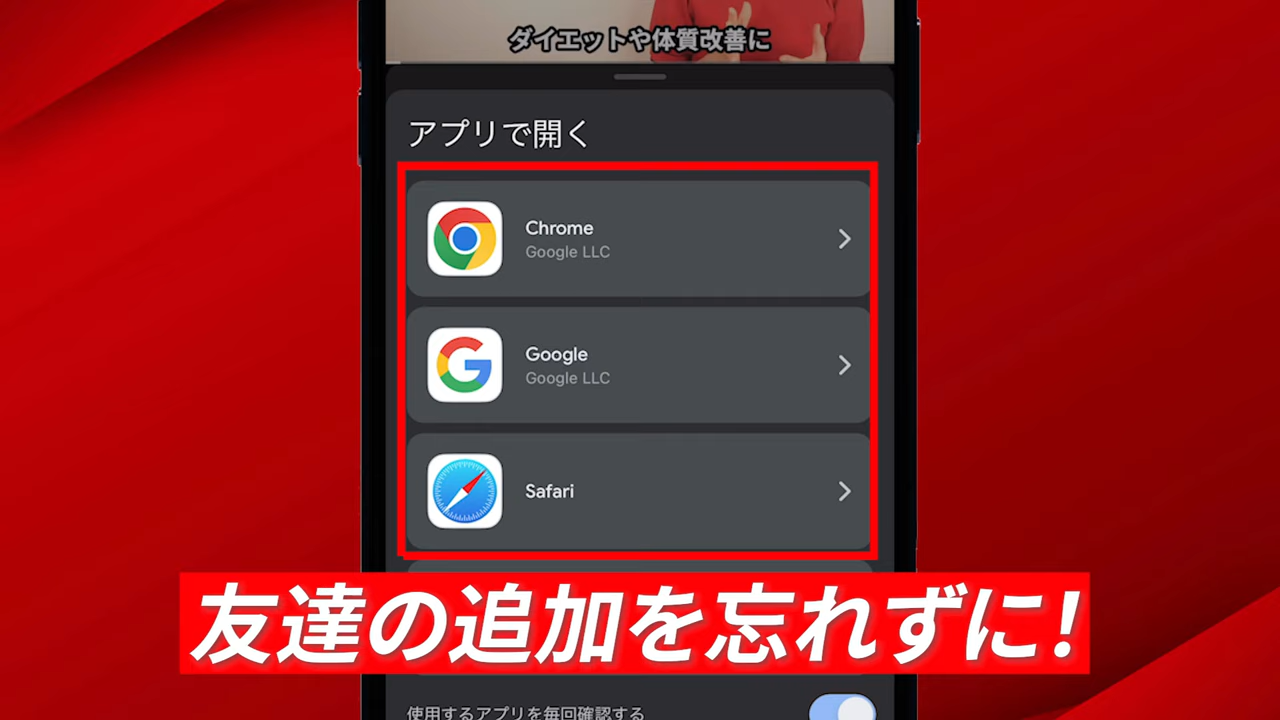 ダイエットや体質改善に
アプリで開く
Chrome
Google LLC
Google
Google LLC
Safari
友達の追加を忘れずに!
使用するアプリを毎回確認する